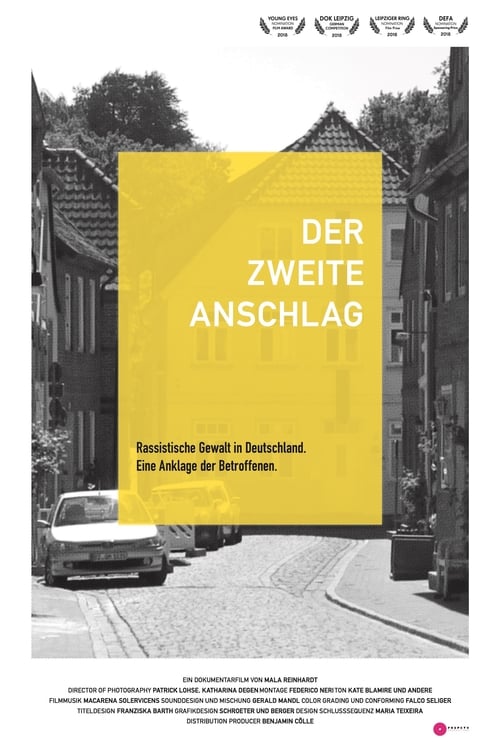 YOUNG EYES DOK LEIPZIG LEIPZIGER RING DEFA
NOMINATION GERMAN NOMINATION NOMINATION
FILM AWARD COMPETITION Film Prize Sponsoring Prize
2018 2018 2018 2018
DER
ZWEITE
ANSCHLAG
Rassistische Gewalt in Deutschland.
Eine Anklage der Betroffenen.
EIN DOKUMENTARFILM VON MALA REINHARDT
DIRECTOR OF PHOTOGRAPHY PATRICK LOHSE, KATHARINA DEGEN MONTAGE FEDERICO NERI TON KATE BLAMIRE UND ANDERE
FILMMUSIK MACARENA SOLERVICENS SOUNDDESIGN UND MISCHUNG GERALD MANDL COLOR GRADING UND CONFORMING FALCO SELIGER
TITELDESIGN FRANZISKA BARTH GRAFIKDESIGN SCHROETER UND BERGER DESIGN SCHLUSSSEQUENZ MARIA TEIXEIRA
DISTRIBUTION PRODUCER BENJAMIN CÖLLE